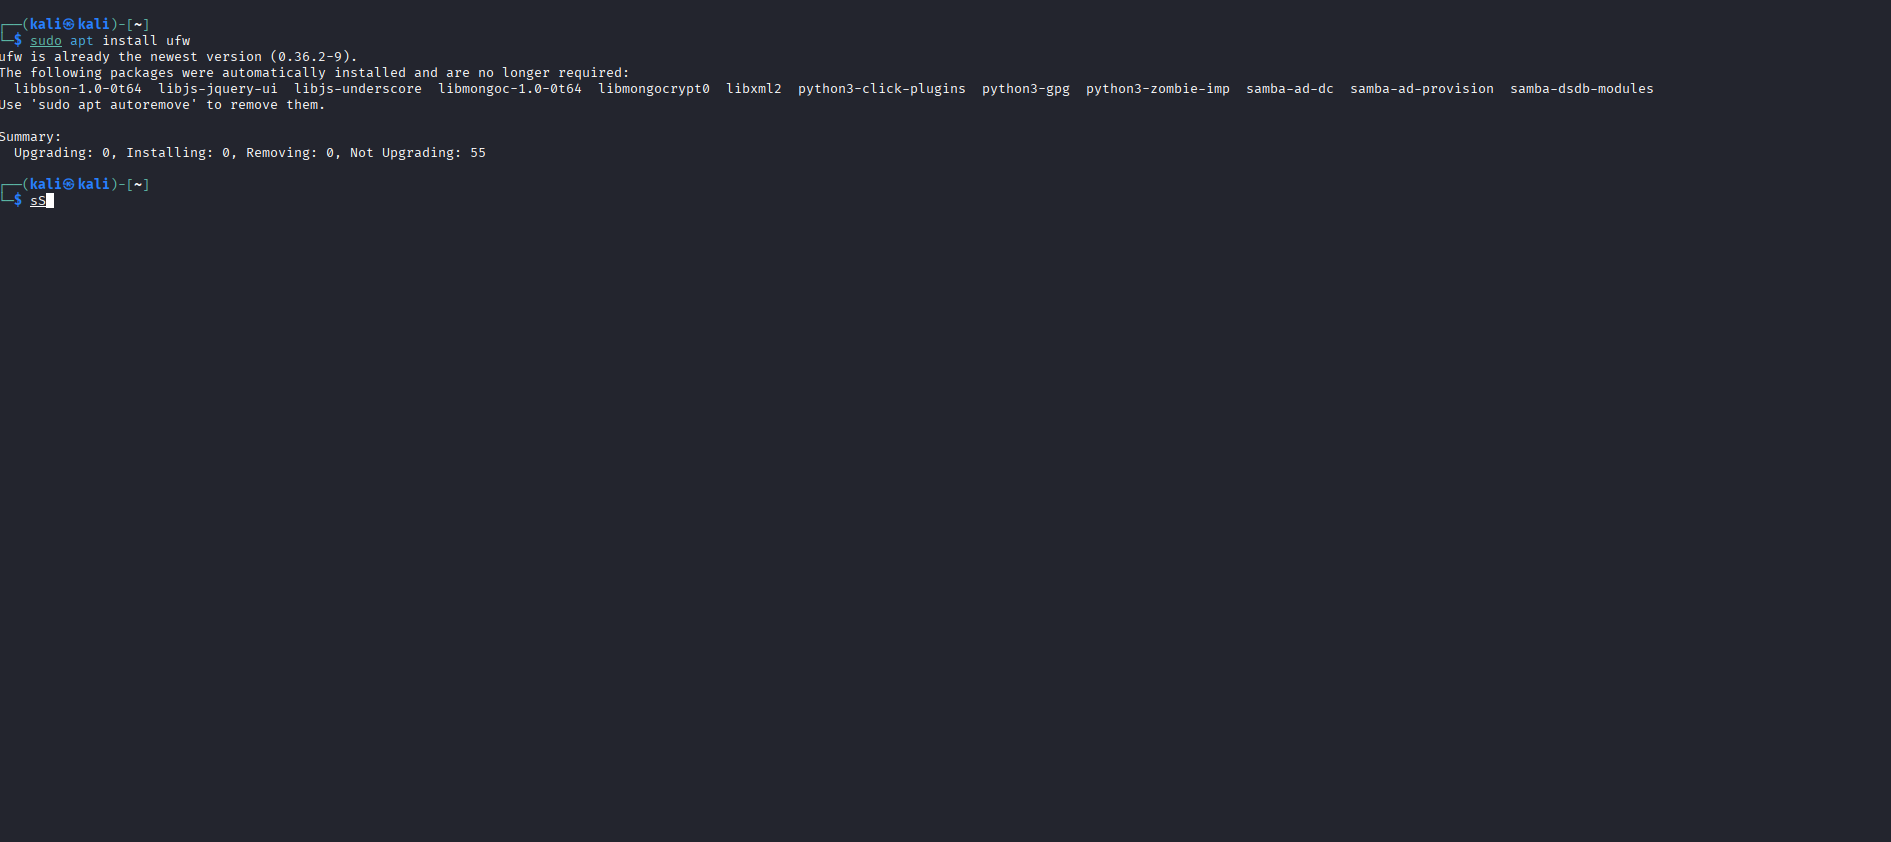 ┌──(kali㉿kali)-[~]
└─$ sudo apt install ufw
ufw is already the newest version (0.36.2-9).
The following packages were automatically installed and are no longer required:
  libbson-1.0-0t64  libjs-jquery-ui  libjs-underscore  libmongoc-1.0-0t64  libmongocrypt0  libxml2  python3-click-plugins  python3-gpg  python3-zombie-imp  samba-ad-dc  samba-ad-provision  samba-dsdb-modules
Use 'sudo apt autoremove' to remove them.

Summary:
  Upgrading: 0, Installing: 0, Removing: 0, Not Upgrading: 55

┌──(kali㉿kali)-[~]
└─$ sS